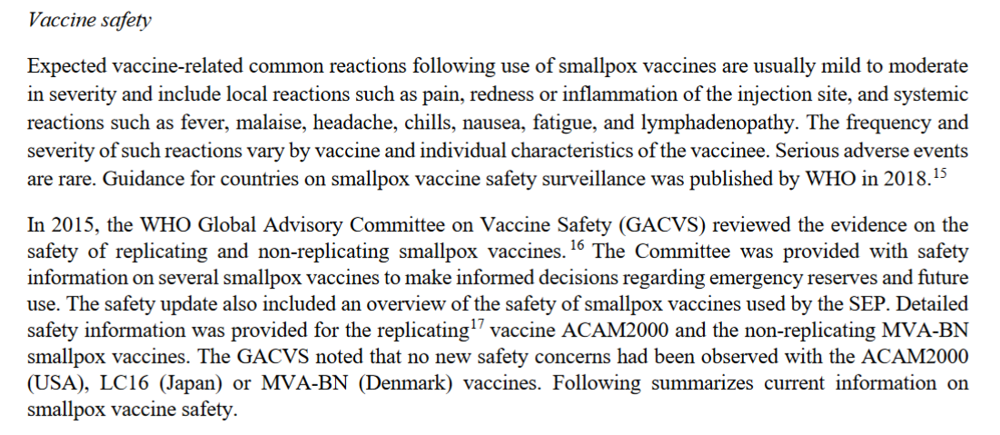 Vaccine safety
Expected vaccine-related common reactions following use of smallpox vaccines are usually mild to moderate
in severity and include local reactions such as pain, redness or inflammation of the injection site, and systemic
reactions such as fever, malaise, headache, chills, nausea, fatigue, and lymphadenopathy. The frequency and
severity of such reactions vary by vaccine and individual characteristics of the vaccinee. Serious adverse events
are rare. Guidance for countries on smallpox vaccine safety surveillance was published by WHO in 2018.15
In 2015, the WHO Global Advisory Committee on Vaccine Safety (GACVS) reviewed the evidence on the
safety of replicating and non-replicating smallpox vaccines.16 The Committee was provided with safety
information on several smallpox vaccines to make informed decisions regarding emergency reserves and future
use. The safety update also included an overview of the safety of smallpox vaccines used by the SEP. Detailed
safety information was provided for the replicating17 vaccine ACAM2000 and the non-replicating MVA-BN
smallpox vaccines. The GACVS noted that no new safety concerns had been observed with the ACAM2000
(USA), LC16 (Japan) or MVA-BN (Denmark) vaccines. Following summarizes current information on
smallpox vaccine safety.